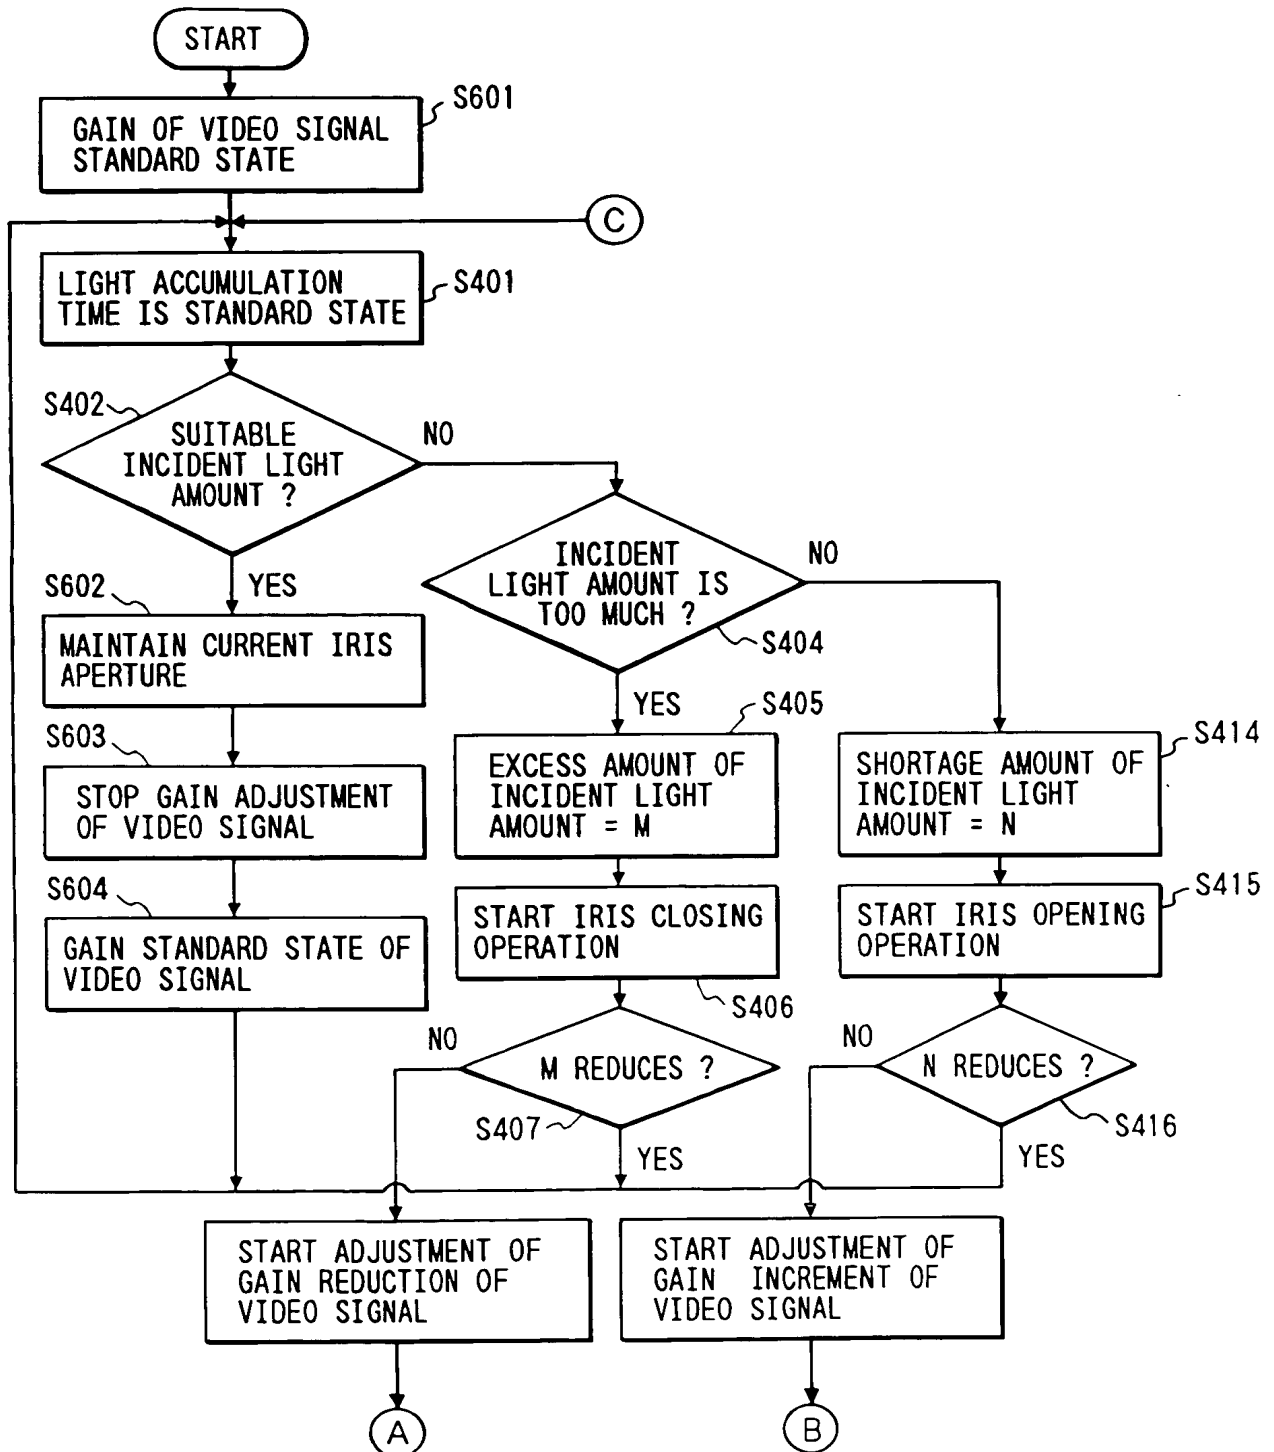 START
S601
GAIN OF VIDEO SIGNAL
STANDARD STATE
C
LIGHT ACCUMULATION
TIME IS STANDARD STATE
S401
S402
SUITABLE
INCIDENT LIGHT
AMOUNT ?
NO
YES
INCIDENT
LIGHT AMOUNT IS
TOO MUCH ?
NO
S404
YES
S602
MAINTAIN CURRENT IRIS
APERTURE
S603
STOP GAIN ADJUSTMENT
OF VIDEO SIGNAL
S604
GAIN STANDARD STATE OF
VIDEO SIGNAL
S405
EXCESS AMOUNT OF
INCIDENT LIGHT
AMOUNT = M
START IRIS CLOSING
OPERATION
S406
NO
M REDUCES ?
S407
YES
S414
SHORTAGE AMOUNT OF
INCIDENT LIGHT
AMOUNT = N
S415
START IRIS OPENING
OPERATION
NO
N REDUCES ?
S416
YES
START ADJUSTMENT OF
GAIN REDUCTION OF
VIDEO SIGNAL
A
START ADJUSTMENT OF
GAIN INCREMENT OF
VIDEO SIGNAL
B